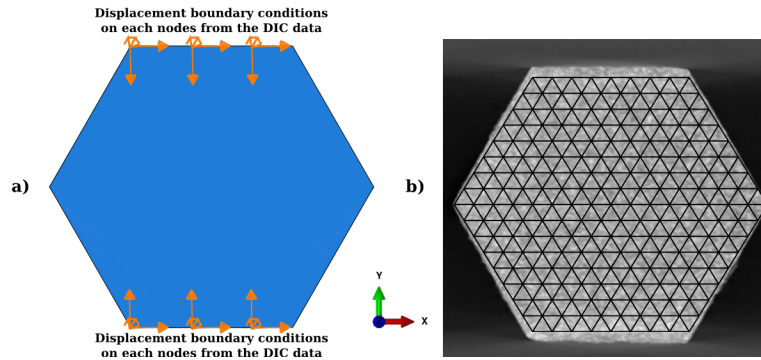 Displacement boundary conditions
on each nodes from the DIC data
a)
b)
Y
X
Displacement boundary conditions
on each nodes from the DIC data